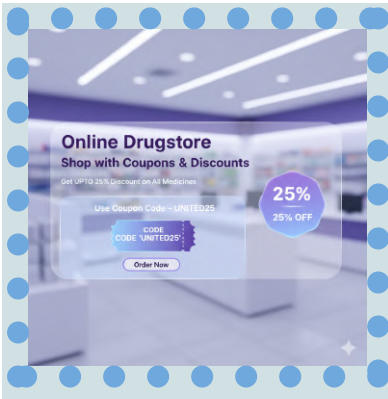 Online Drugstore
Shop with Coupons & Discounts
Get UPTO 25% Discount on All Medicines
Use Coupon Code - UNITED25
CODE
CODE 'UNITED25'
Order Now
25%
25% OFF